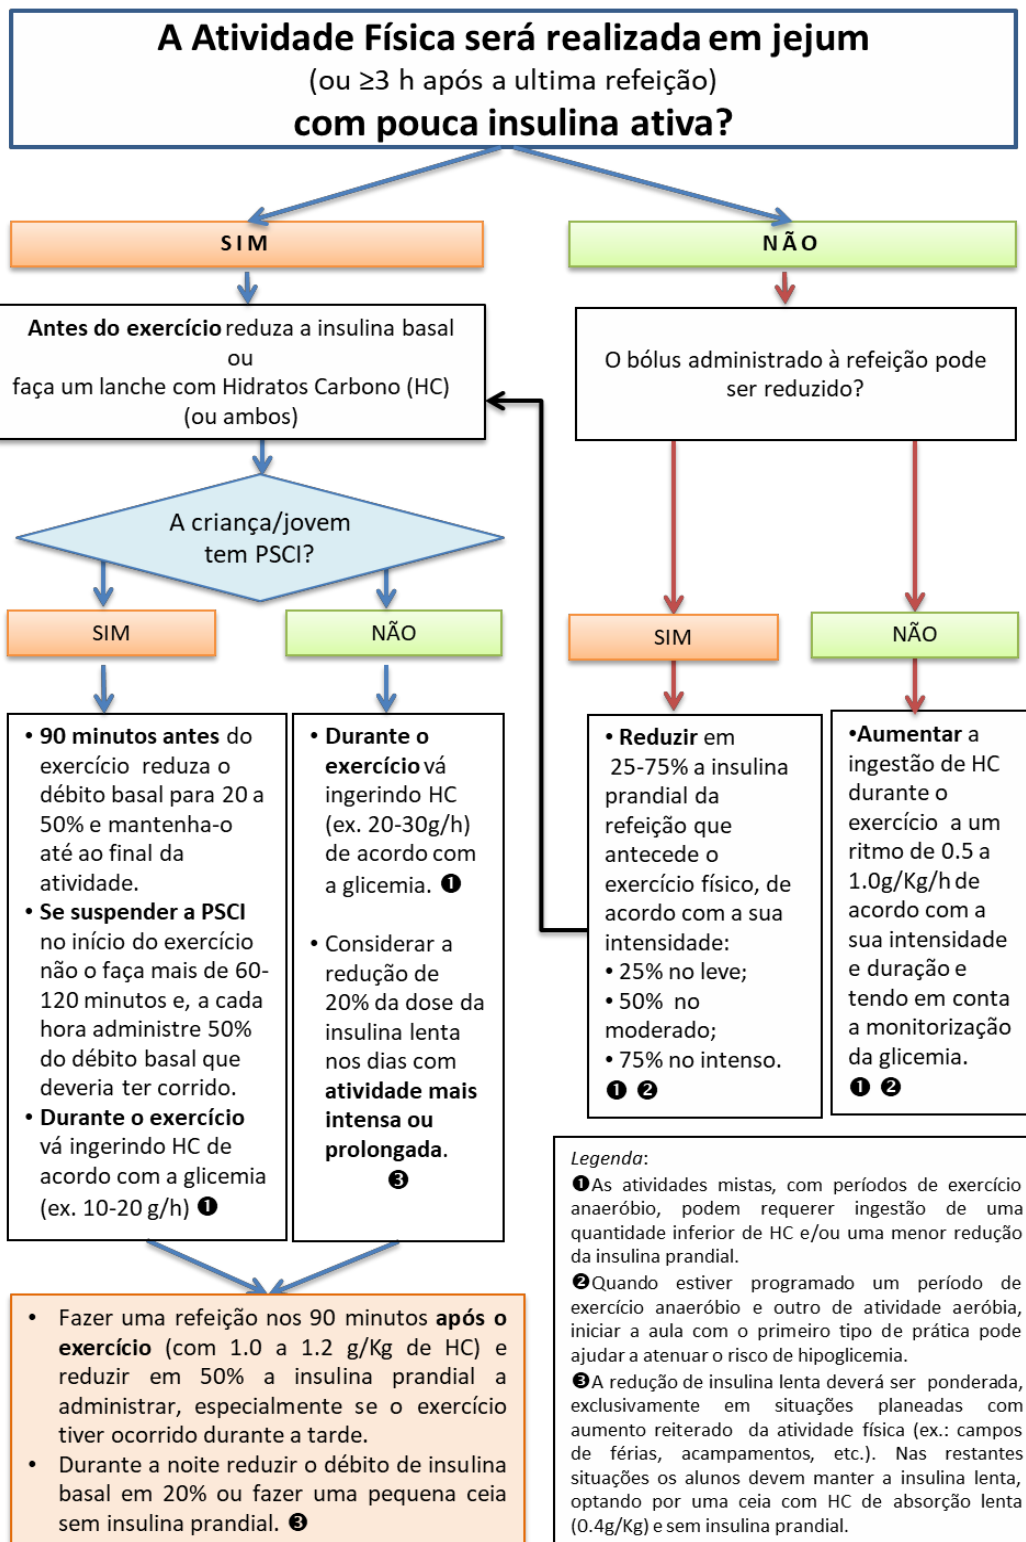 A Atividade Física será realizada em jejum
(ou ≥3 h após a ultima refeição)
com pouca insulina ativa?
SIM
NÃO
Antes do exercício reduza a insulina basal
ou
faça um lanche com Hidratos Carbono (HC)
(ou ambos)
O bólus administrado à refeição pode
ser reduzido?
A criança/jovem
tem PSCI?
SIM
NÃO
SIM
NÃO
• 90 minutos antes do
exercício reduza o
débito basal para 20 a
50% e mantenha-o
até ao final da
atividade.
• Se suspender a PSCI
no início do exercício
não o faça mais de 60-
120 minutos e, a cada
hora administre 50%
do débito basal que
deveria ter corrido.
• Durante o exercício
vá ingerindo HC de
acordo com a glicemia
(ex. 10-20 g/h) ❶
• Durante o
exercício vá
ingerindo HC
(ex. 20-30g/h)
de acordo com
a glicemia. ❶
• Considerar a
redução de
20% da dose da
insulina lenta
nos dias com
atividade mais
intensa ou
prolongada.
❸
• Reduzir em
25-75% a insulina
prandial da
refeição que
antecede o
exercício físico, de
acordo com a sua
intensidade:
• 25% no leve;
• 50% no
moderado;
• 75% no intenso.
❶ ❷
•Aumentar a
ingestão de HC
durante o
exercício a um
ritmo de 0.5 a
1.0g/Kg/h de
acordo com a
sua intensidade
e duração e
tendo em conta
a monitorização
da glicemia.
❶ ❷
• Fazer uma refeição nos 90 minutos após o
exercício (com 1.0 a 1.2 g/Kg de HC) e
reduzir em 50% a insulina prandial a
administrar, especialmente se o exercício
tiver ocorrido durante a tarde.
• Durante a noite reduzir o débito de insulina
basal em 20% ou fazer uma pequena ceia
sem insulina prandial. ❸
Legenda:
❶As atividades mistas, com períodos de exercício
anaeróbio, podem requerer ingestão de uma
quantidade inferior de HC e/ou uma menor redução
da insulina prandial.
❷Quando estiver programado um período de
exercício anaeróbio e outro de atividade aeróbia,
iniciar a aula com o primeiro tipo de prática pode
ajudar a atenuar o risco de hipoglicemia.
❸A redução de insulina lenta deverá ser ponderada,
exclusivamente em situações planeadas com
aumento reiterado da atividade física (ex.: campos
de férias, acampamentos, etc.). Nas restantes
situações os alunos devem manter a insulina lenta,
optando por uma ceia com HC de absorção lenta
(0.4g/Kg) e sem insulina prandial.